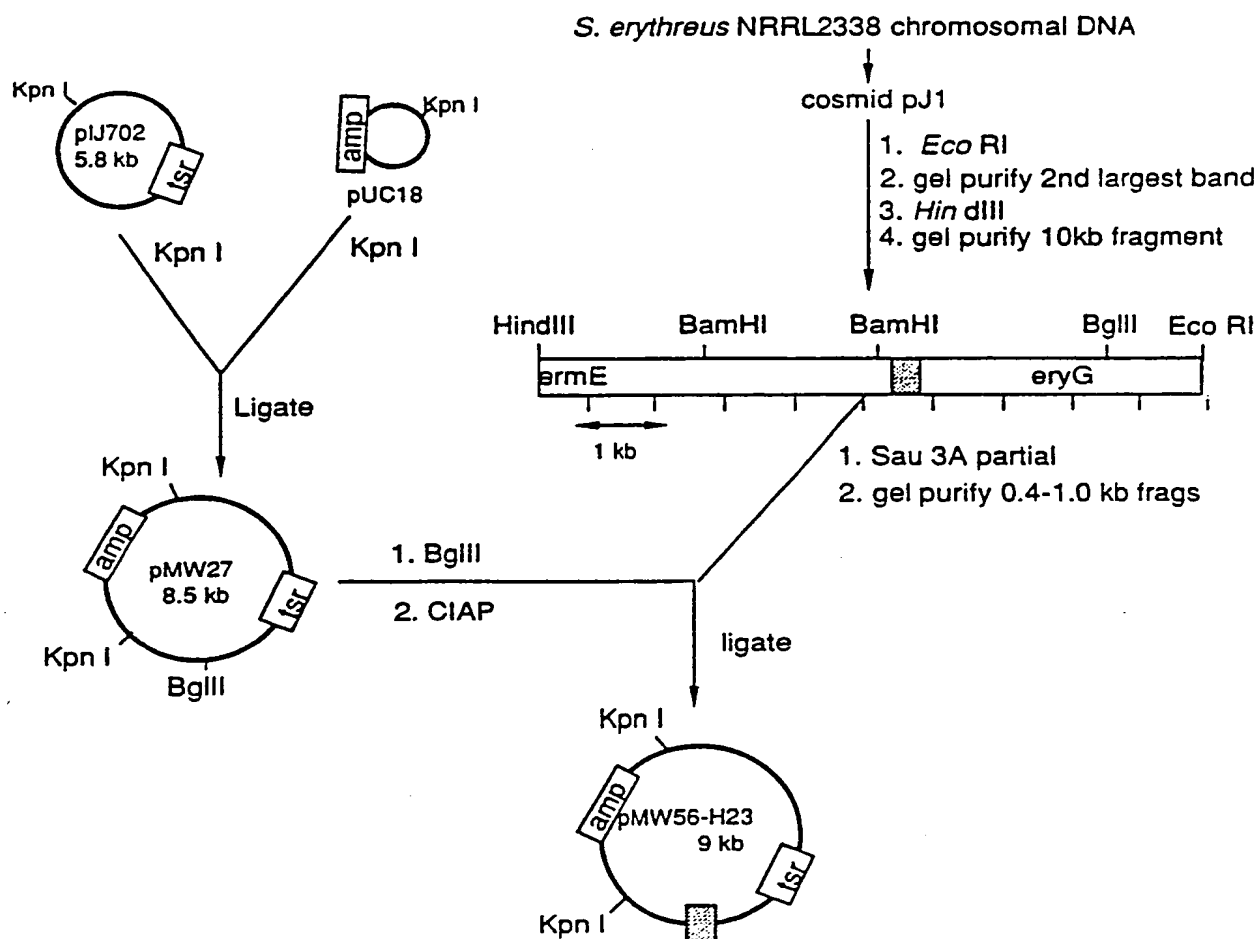 S. erythreus NRRL2338 chromosomal DNA
cosmid pJ1
1. Eco RI
2. gel purify 2nd largest band
3. Hin dIII
4. gel purify 10kb fragment
Kpn I
pIJ702
5.8 kb
tsr
amp
Kpn I
pUC18
Kpn I
Kpn I
Ligate
HindIII
BamHI
BamHI
BglII
Eco RI
ermE
eryG
1 kb
1. Sau 3A partial
2. gel purify 0.4-1.0 kb frags
Kpn I
amp
pMW27
8.5 kb
tsr
Kpn I
BglII
1. BglII
2. CIAP
ligate
Kpn I
amp
pMW56-H23
9 kb
tsr
Kpn I